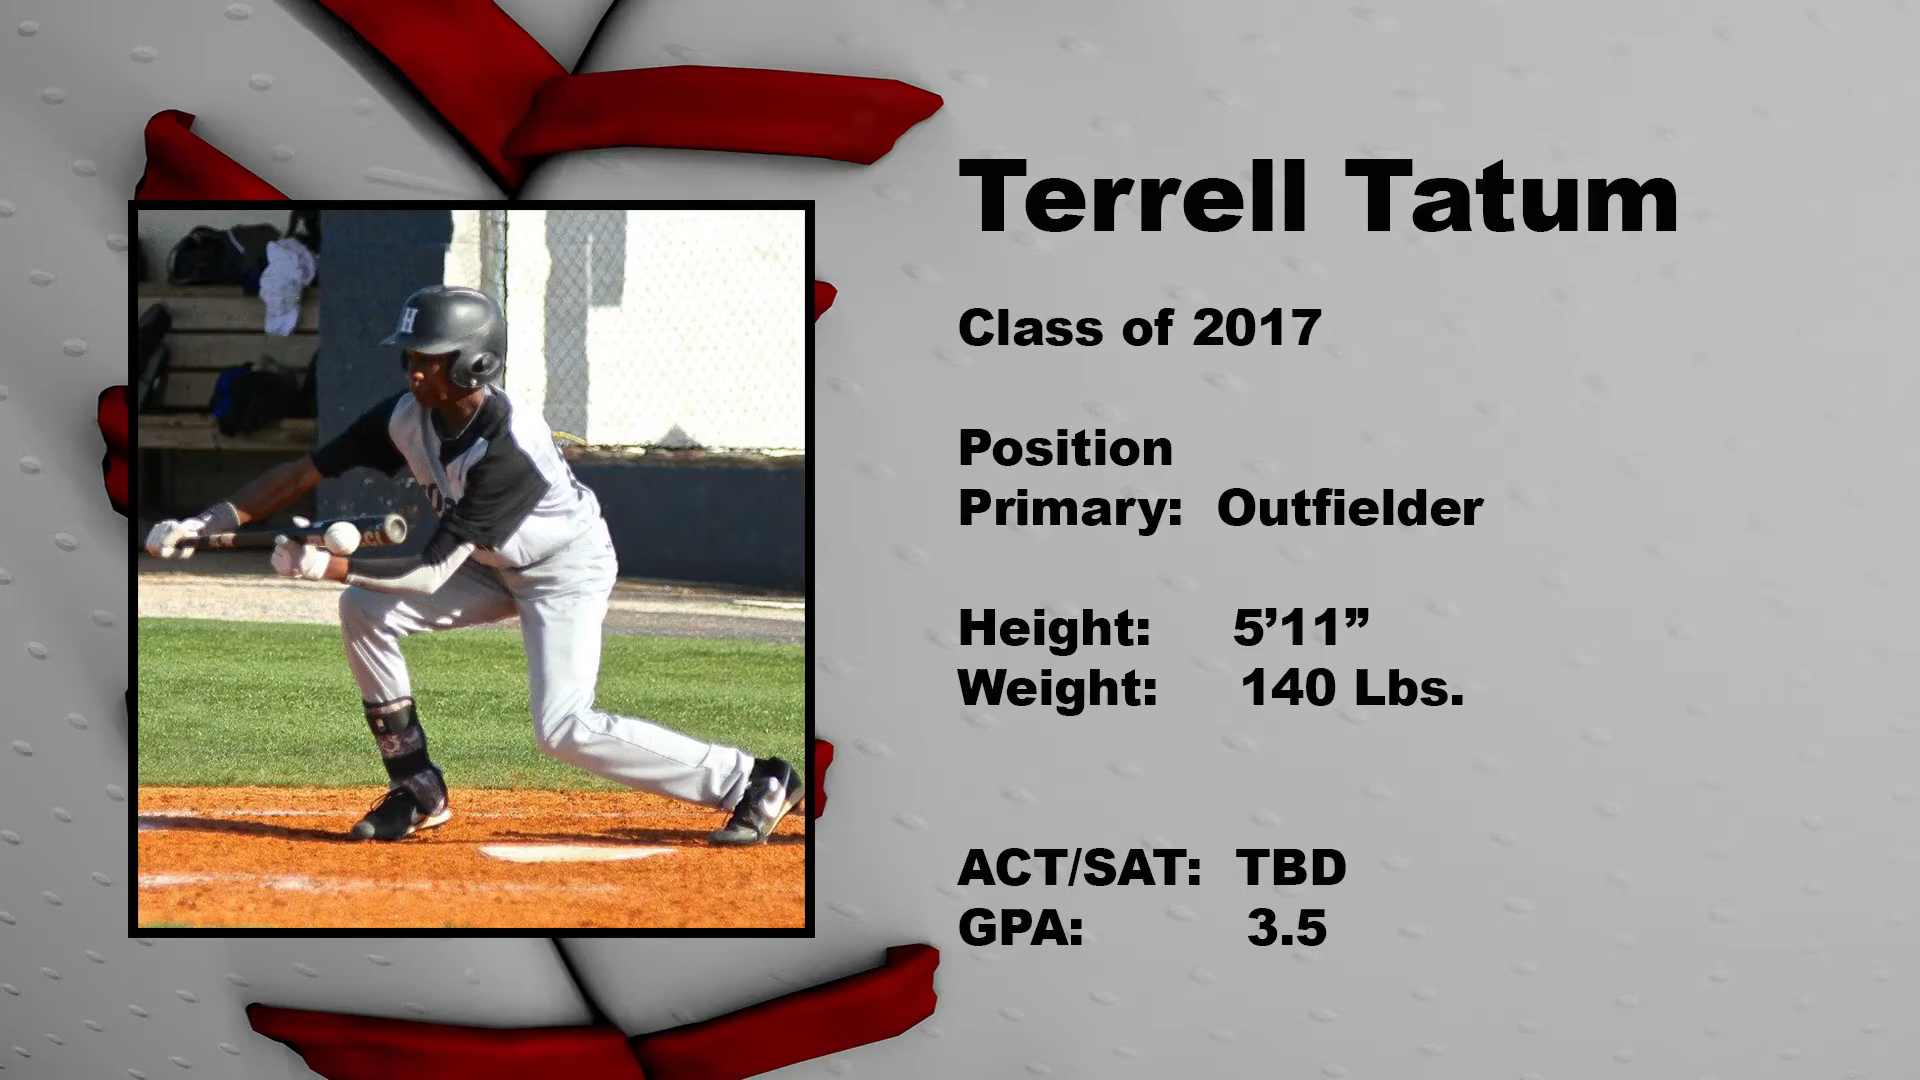 Terrell Tatum
Class of 2017
Position
Primary: Outfielder
Height: 5’11”
Weight: 140 Lbs.
ACT/SAT: TBD
GPA: 3.5
H